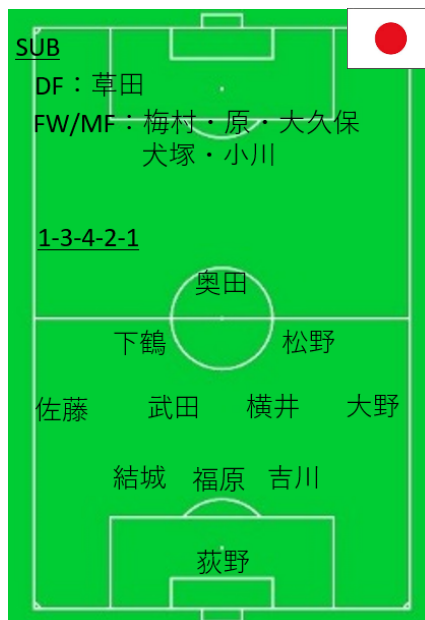 SUB
DF：草田
FW/MF：梅村・原・大久保
犬塚・小川
1-3-4-2-1
奥田
下鶴 松野
佐藤 武田 横井 大野
結城 福原 吉川
荻野